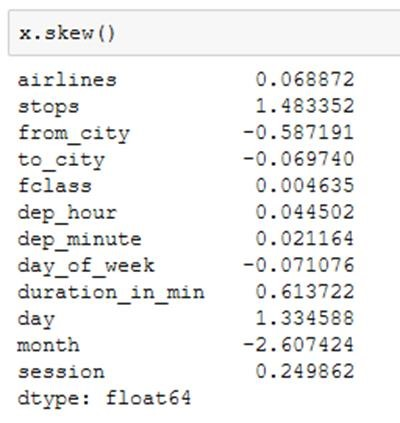 x.skew()
airlines 0.068872
stops 1.483352
from_city -0.587191
to_city -0.069740
fclass 0.004635
dep_hour 0.044502
dep_minute 0.021164
day_of_week -0.071076
duration_in_min 0.613722
day 1.334588
month -2.607424
session 0.249862
dtype: float64